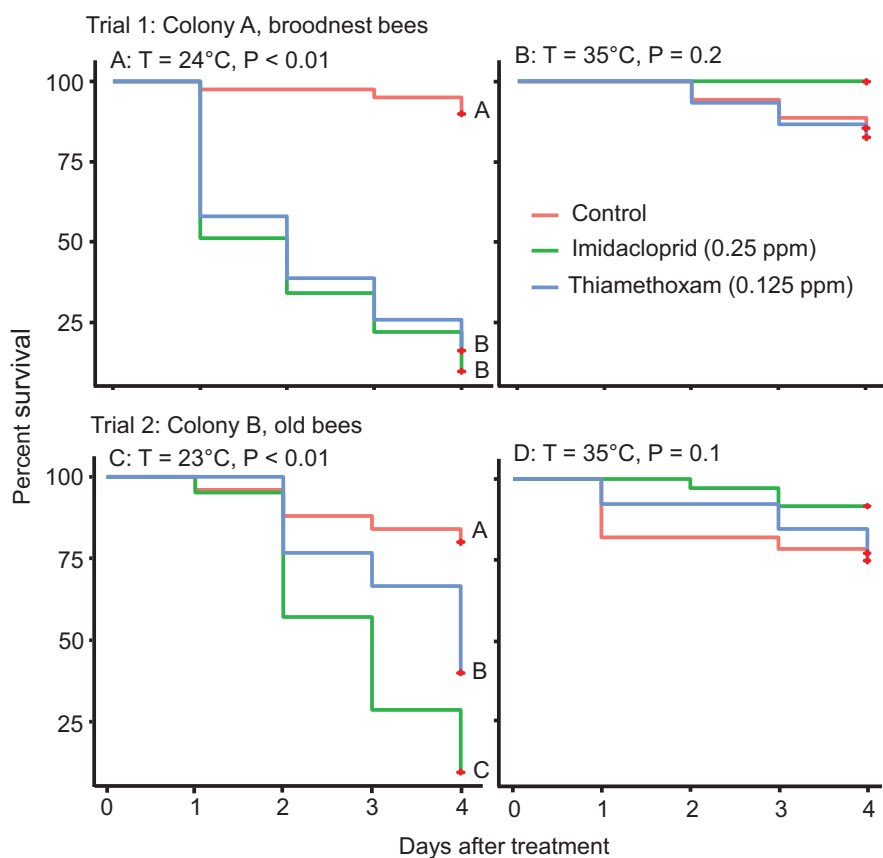 Trial 1: Colony A, broodnest bees
A: T = 24°C, P < 0.01
B: T = 35°C, P = 0.2
100
75
50
25
A
B
B
Control
Imidacloprid (0.25 ppm)
Thiamethoxam (0.125 ppm)
Percent survival
Trial 2: Colony B, old bees
C: T = 23°C, P < 0.01
D: T = 35°C, P = 0.1
100
75
50
25
A
B
C
0 1 2 3 4
0 1 2 3 4
Days after treatment